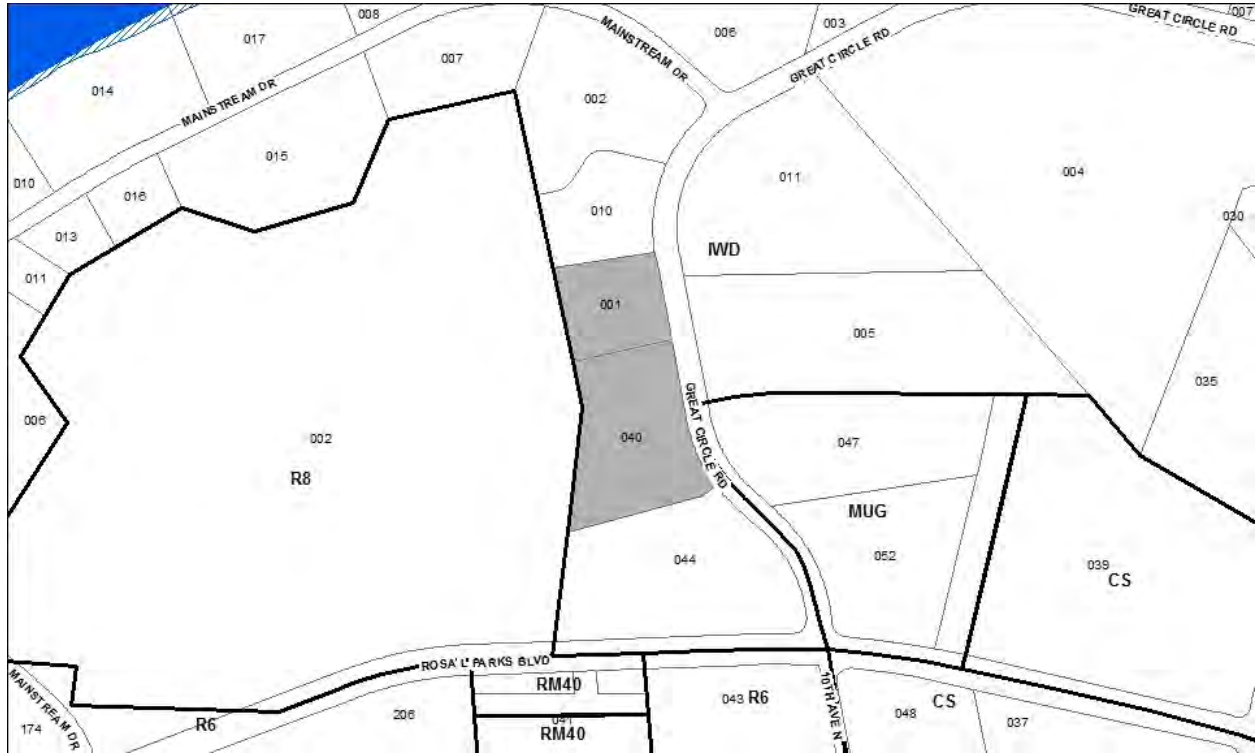 008
003
007
GREAT CIRCLE RD
017
006
MAINSTREAM DR
GREAT CIRCLE RD
007
014
MAINSTREAM DR
002
015
011
004
010
016
010
030
013
IWD
011
001
005
035
GREAT CIRCLE RD
006
002
040
047
R8
MUG
044
052
039
CS
ROSA L PARKS BLVD
MAINSTREAM DR
RM40
043
R6
10TH AVE N
CS
174
R6
206
041
RM40
048
037